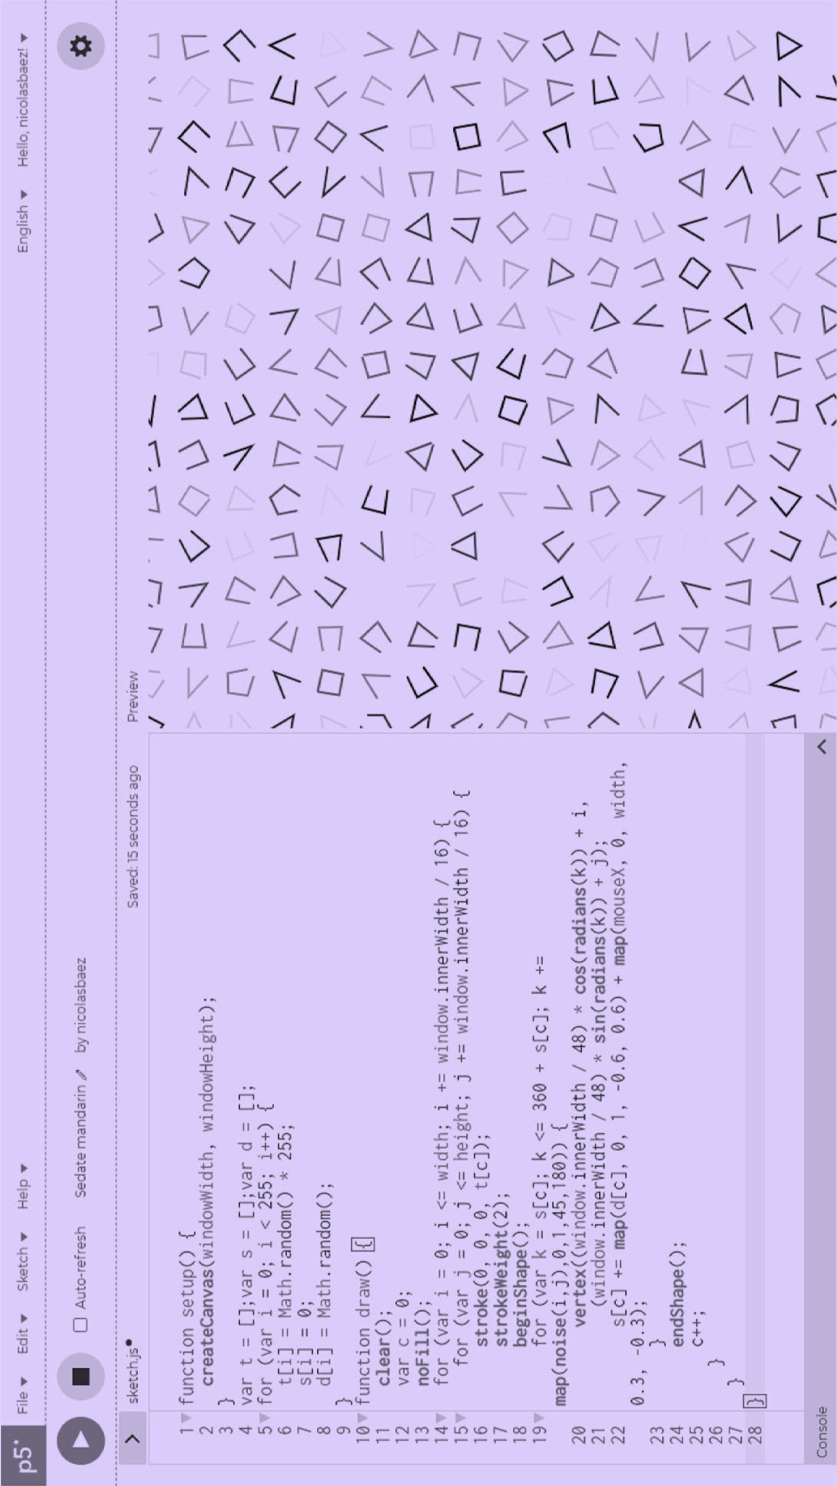 p5*
File ▾
Edit ▾
Sketch ▾
Help ▾
English ▾
Hello, nicolasbaez! ▾
Auto-refresh
Sedate mandarin
by nicolasbaez
sketch.js
Saved: 15 seconds ago
Preview
1 function setup() {
2 createCanvas(windowWidth, windowHeight);
3 }
4 var t = [];var s = [];var d = [];
5 for (var i = 0; i < 255; i++) {
6 t[i] = Math.random() * 255;
7 s[i] = 0;
8 d[i] = Math.random();
9 }
10 function draw() {
11 clear();
12 var c = 0;
13 noFill();
14 for (var i = 0; i <= width; i += window.innerWidth / 16) {
15 for (var j = 0; j <= height; j += window.innerWidth / 16) {
16 stroke(0, 0, 0, t[c]);
17 strokeWeight(2);
18 beginShape();
19 for (var k = s[c]; k <= 360 + s[c]; k +=
map(noise(i,j),0,1,45,180)) {
20 vertex((window.innerWidth / 48) * cos(radians(k)) + i,
21 (window.innerWidth / 48) * sin(radians(k)) + j);
22 s[c] += map(d[c], 0, 1, -0.6, 0.6) + map(mouseX, 0, width,
0.3, -0.3);
23 }
24 endShape();
25 c++;
26 }
27 }
28 }
Console